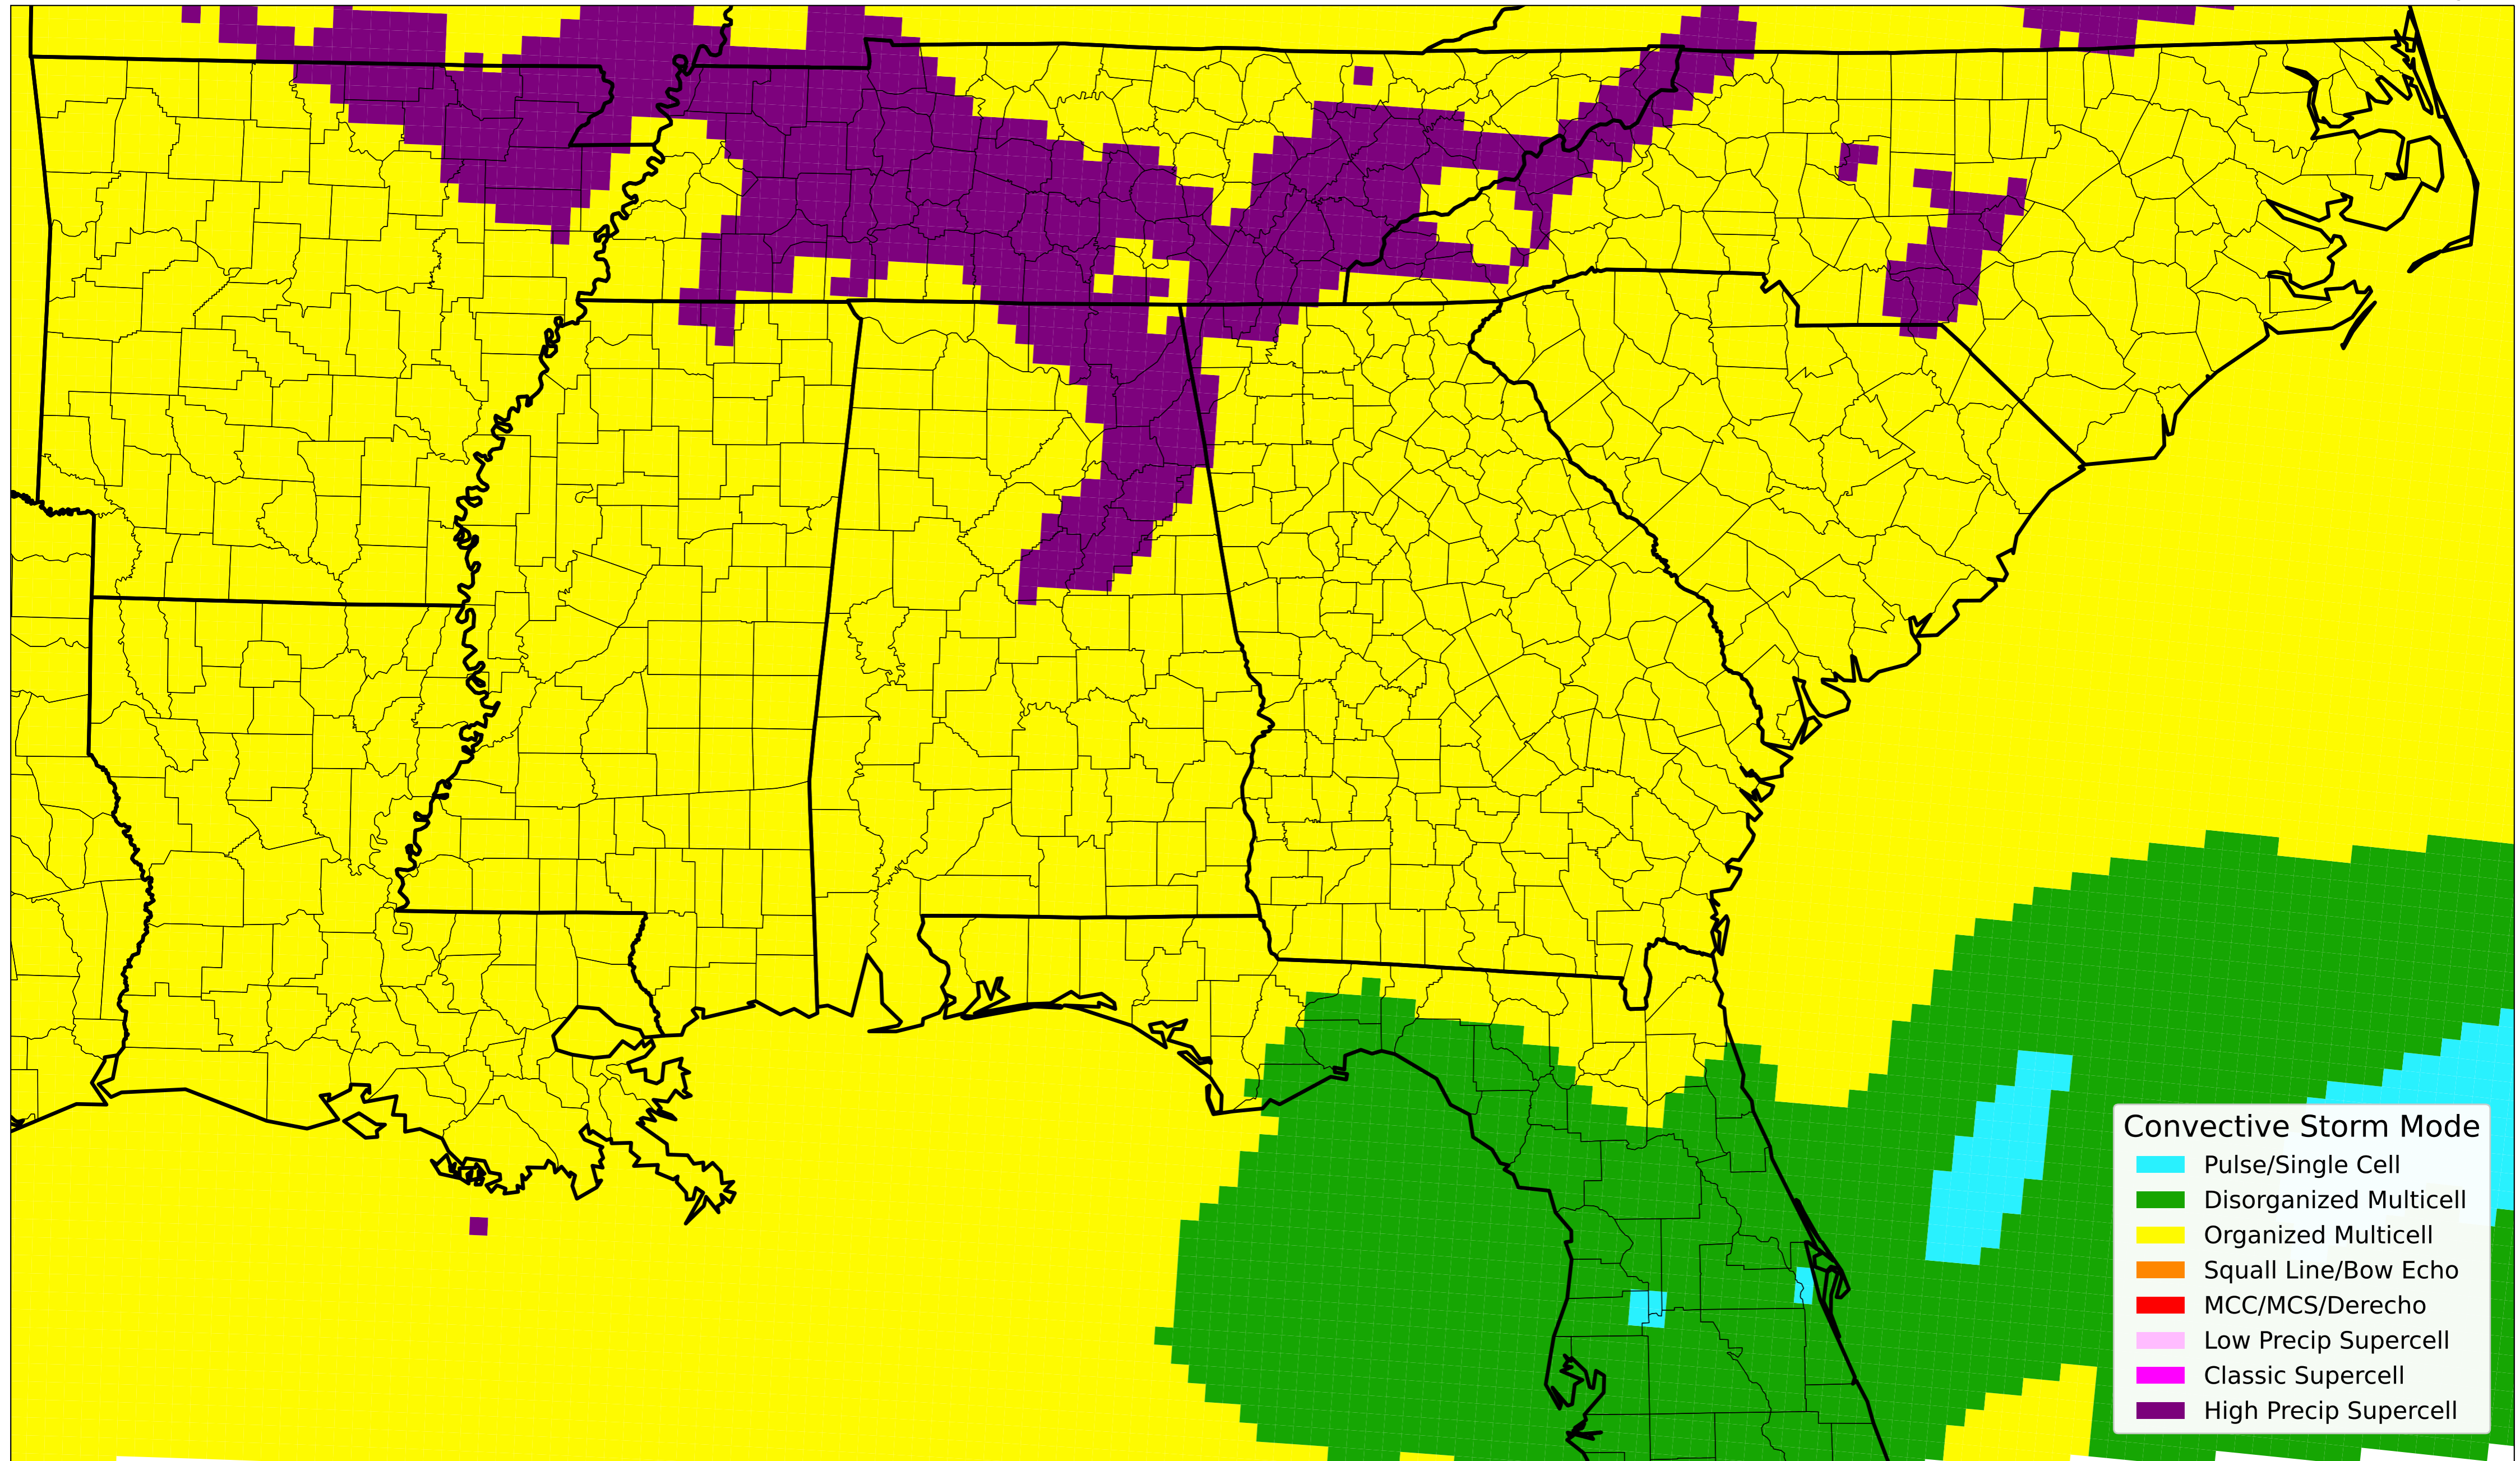 Convective Storm Mode
Pulse/Single Cell
Disorganized Multicell
Organized Multicell
Squall Line/Bow Echo
MCC/MCS/Derecho
Low Precip Supercell
Classic Supercell
High Precip Supercell